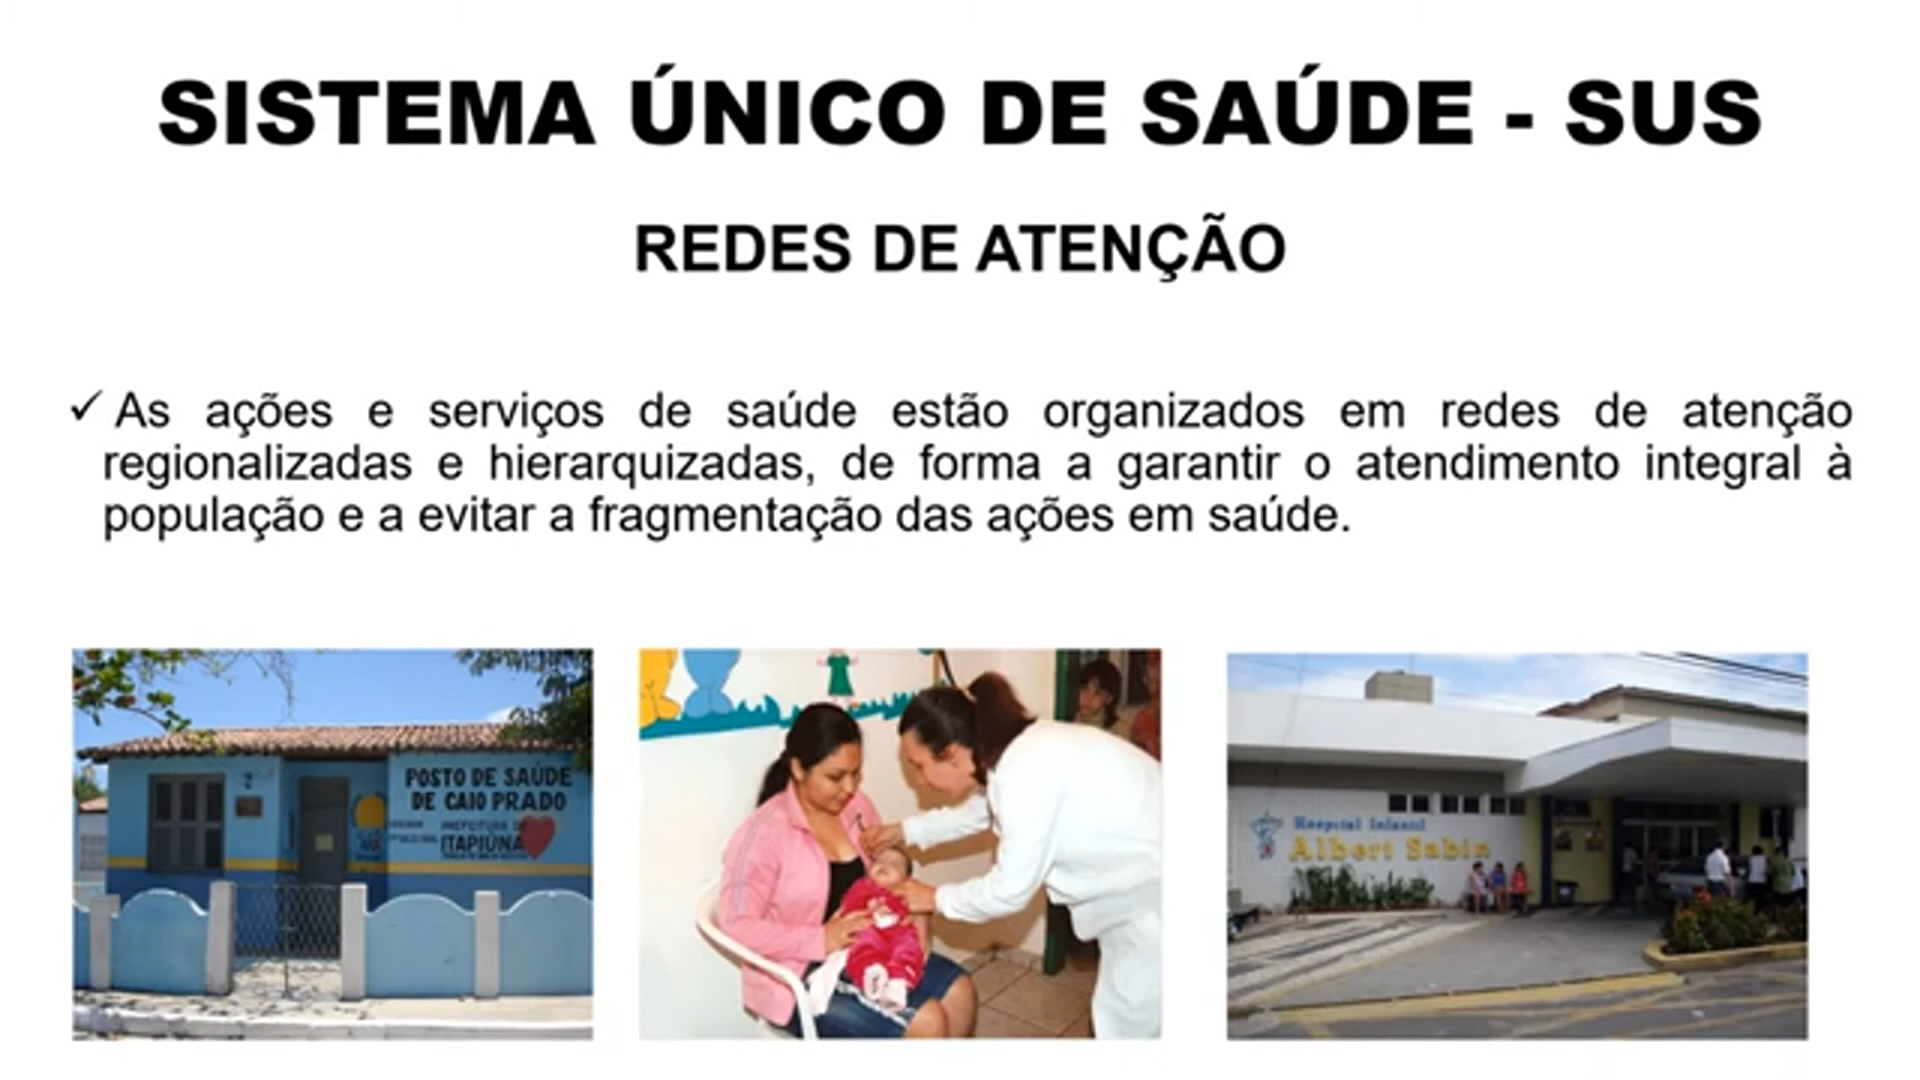 SISTEMA ÚNICO DE SAÚDE - SUS
REDES DE ATENÇÃO
✓ As ações e serviços de saúde estão organizados em redes de atenção
regionalizadas e hierarquizadas, de forma a garantir o atendimento integral à
população e a evitar a fragmentação das ações em saúde.
POSTO DE SAÚDE
DE CAIO PRADO
PREFEITURA DE
ITAPIÚNA
Hospital Infantil
Albert Sabin